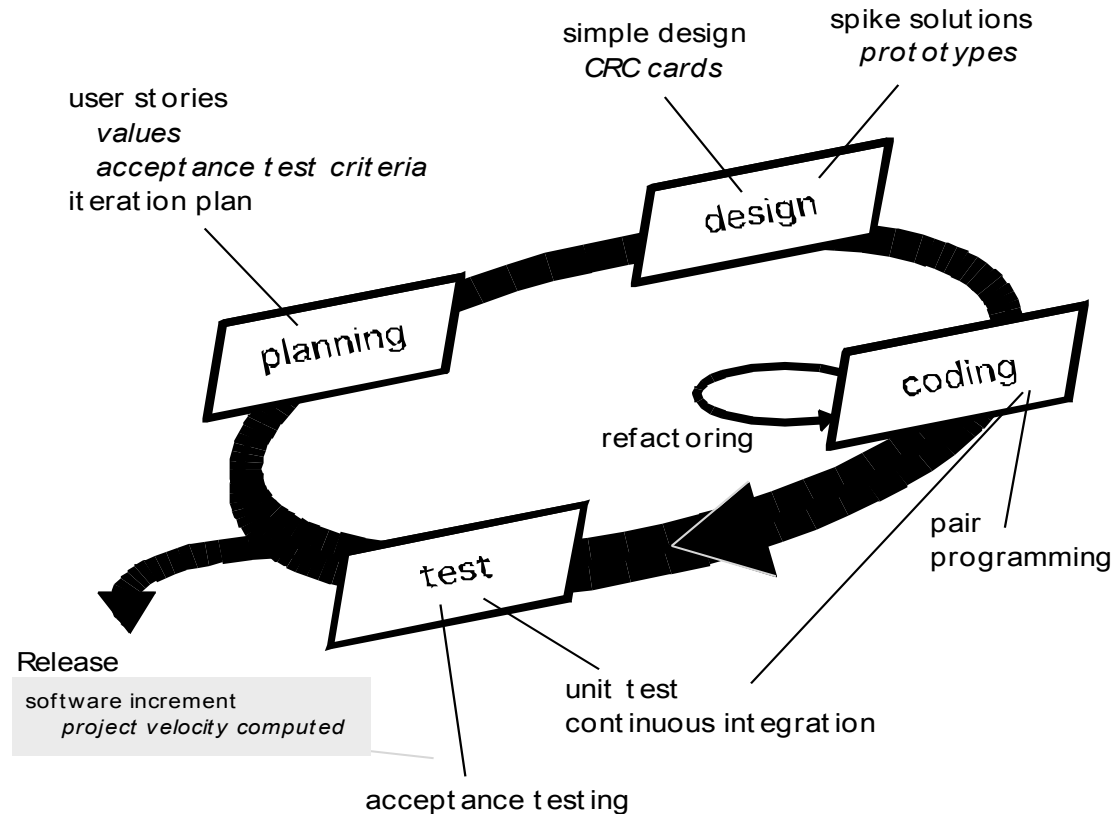 simple design
CRC cards
spike solutions
prototypes
user stories
values
acceptance test criteria
iteration plan
design
planning
coding
refactoring
test
pair
programming
Release
software increment
project velocity computed
unit test
continuous integration
acceptance testing